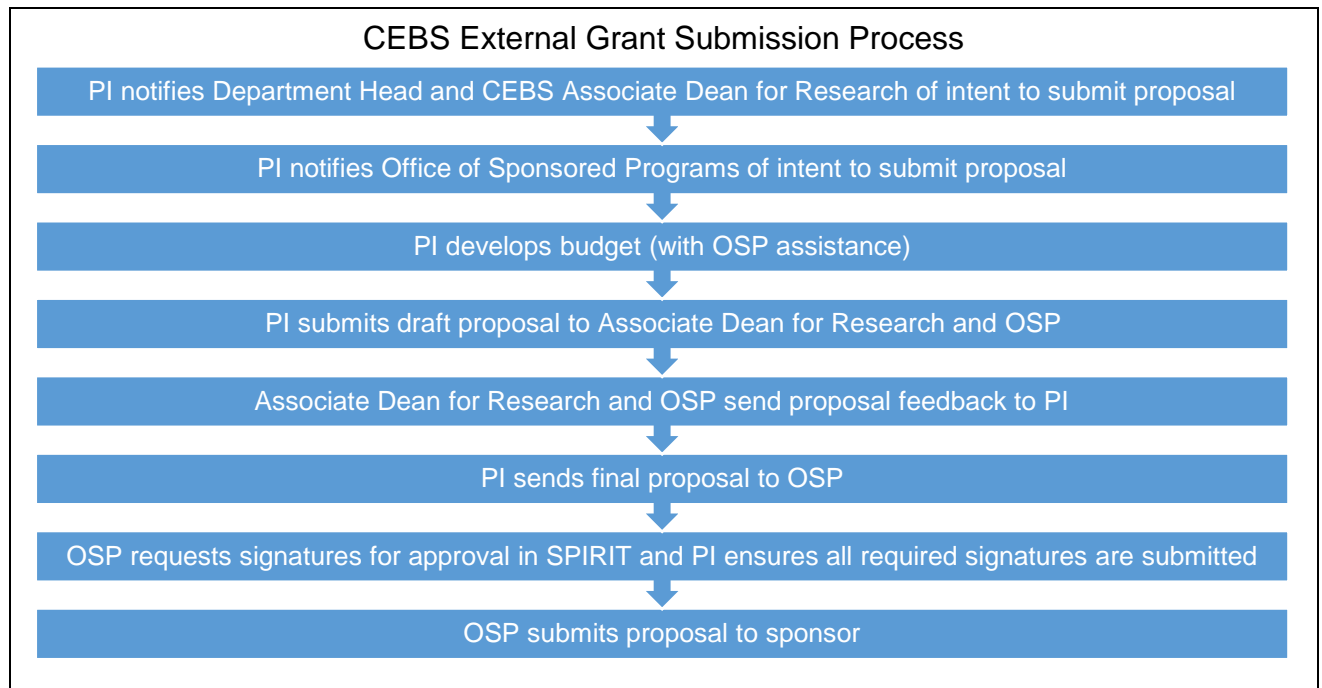 CEBS External Grant Submission Process
PI notifies Department Head and CEBS Associate Dean for Research of intent to submit proposal
PI notifies Office of Sponsored Programs of intent to submit proposal
PI develops budget (with OSP assistance)
PI submits draft proposal to Associate Dean for Research and OSP
Associate Dean for Research and OSP send proposal feedback to PI
PI sends final proposal to OSP
OSP requests signatures for approval in SPIRIT and PI ensures all required signatures are submitted
OSP submits proposal to sponsor